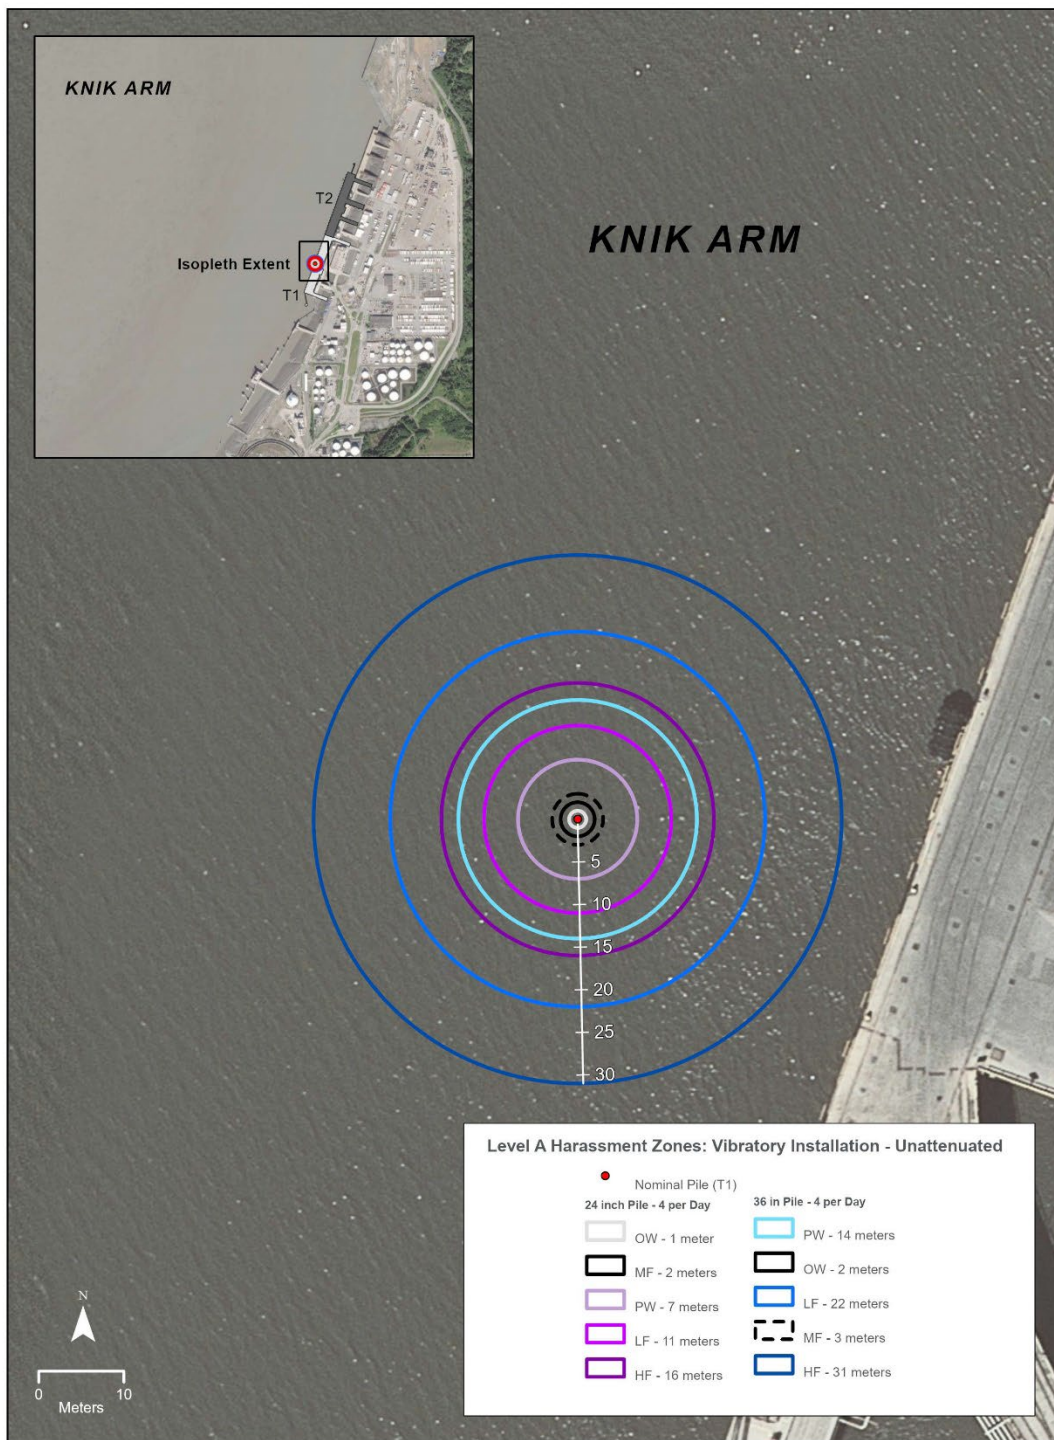 KNIK ARM
T2
Isopleth Extent
T1
KNIK ARM
5
10
15
20
25
30
Level A Harassment Zones: Vibratory Installation - Unattenuated
Nominal Pile (T1)
24 inch Pile - 4 per Day
OW - 1 meter
MF - 2 meters
PW - 7 meters
LF - 11 meters
HF - 16 meters
36 in Pile - 4 per Day
PW - 14 meters
OW - 2 meters
LF - 22 meters
MF - 3 meters
HF - 31 meters
N
0 10
Meters